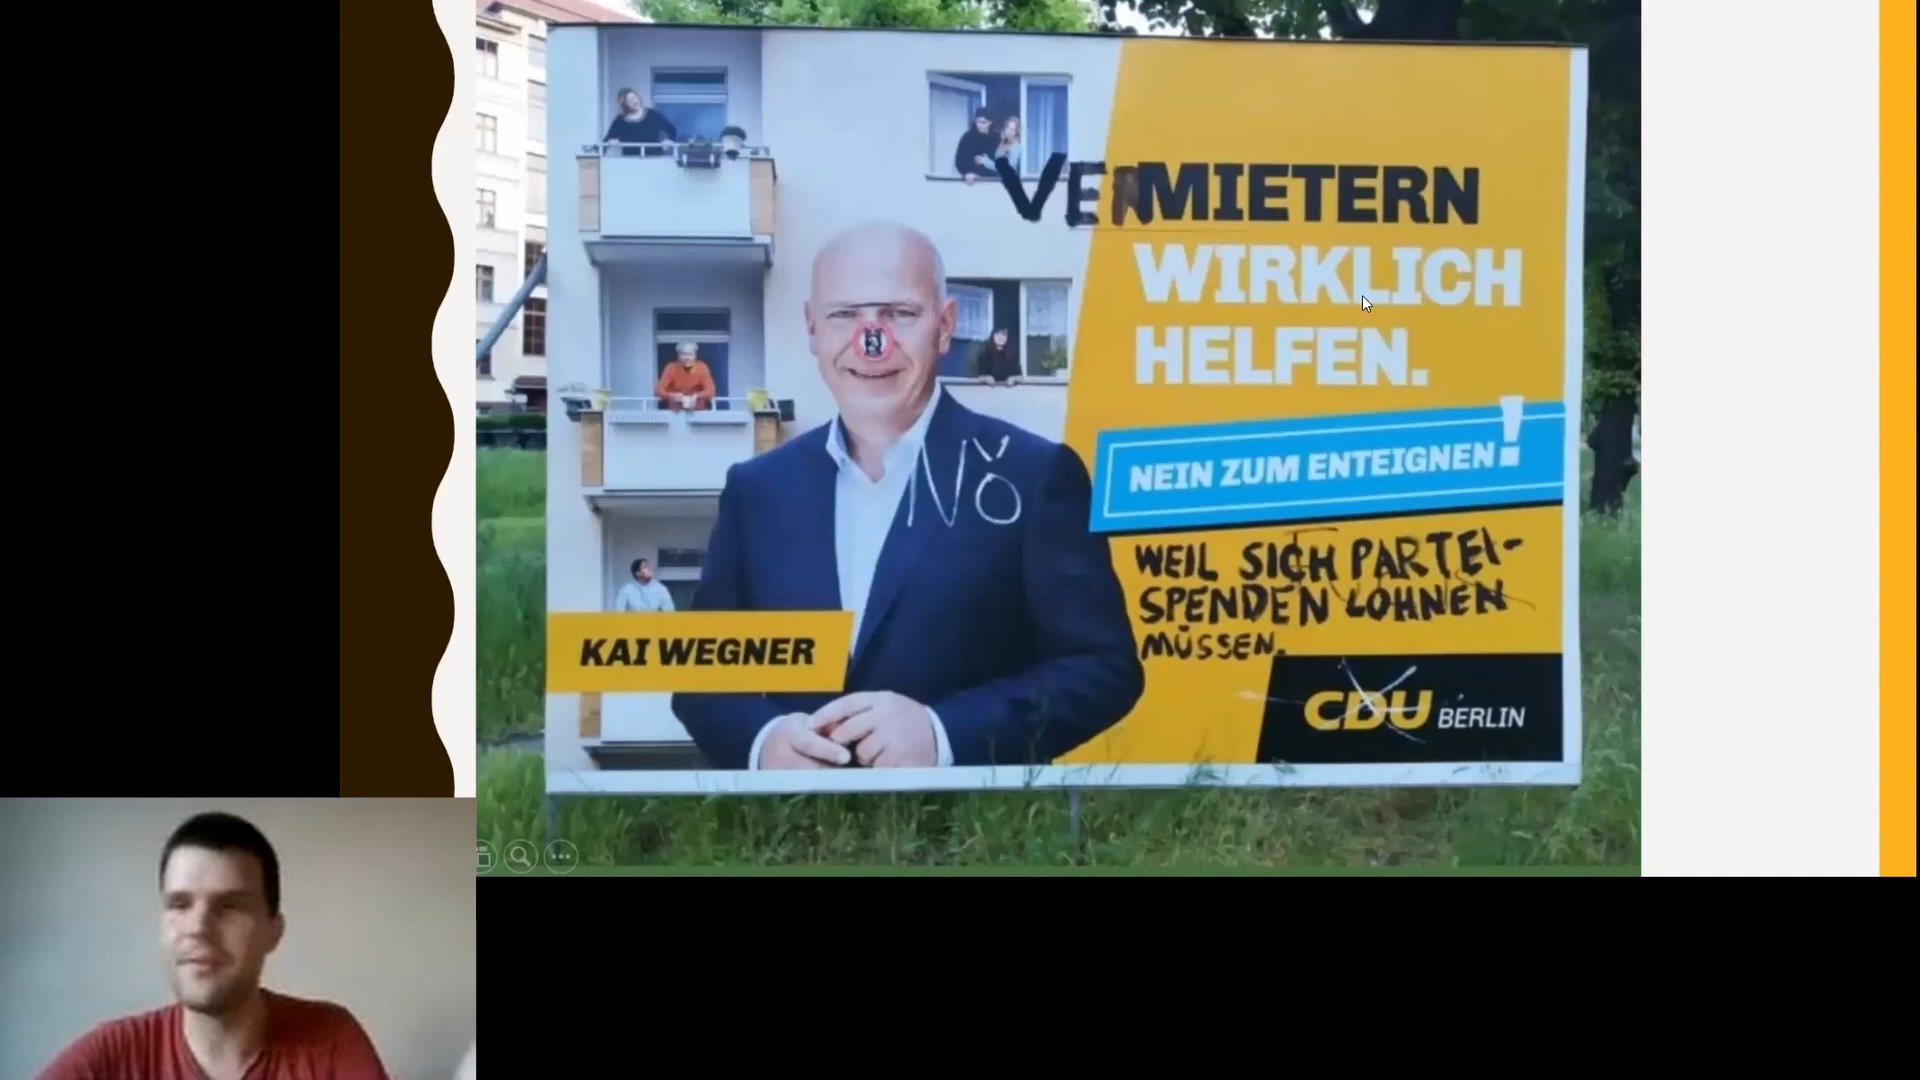 VERMIETERN
WIRKLICH
HELFEN.
NEIN ZUM ENTEIGNEN!
NÖ
WEIL SICH PARTEI-
SPENDEN LOHNEN
MÜSSEN.
KAI WEGNER
CDU BERLIN